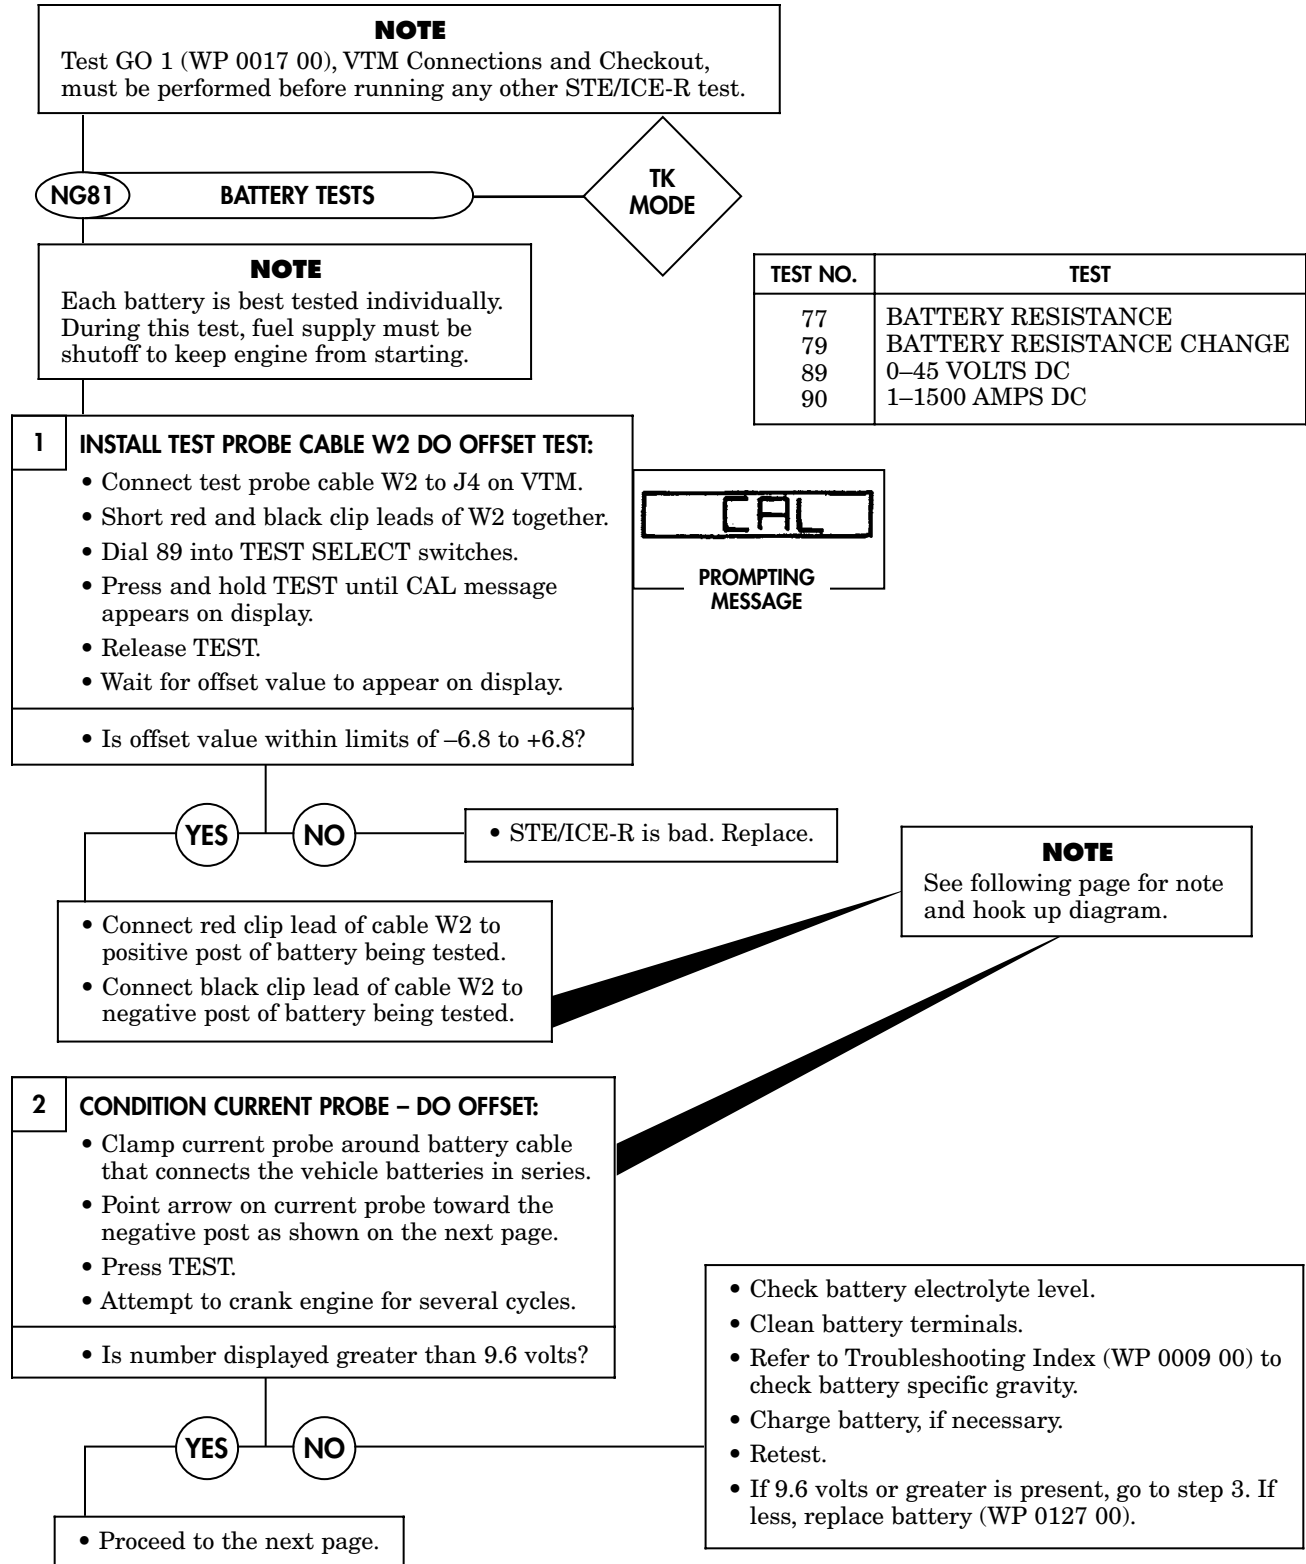 NOTE
Test GO 1 (WP 0017 00), VTM Connections and Checkout,
must be performed before running any other STE/ICE-R test.
NG81
BATTERY TESTS
TK
MODE
NOTE
Each battery is best tested individually.
During this test, fuel supply must be
shutoff to keep engine from starting.
TEST NO. TEST
77 BATTERY RESISTANCE
79 BATTERY RESISTANCE CHANGE
89 0–45 VOLTS DC
90 1–1500 AMPS DC
1 INSTALL TEST PROBE CABLE W2 DO OFFSET TEST:
• Connect test probe cable W2 to J4 on VTM.
• Short red and black clip leads of W2 together.
• Dial 89 into TEST SELECT switches.
• Press and hold TEST until CAL message
appears on display.
• Release TEST.
• Wait for offset value to appear on display.
• Is offset value within limits of –6.8 to +6.8?
CAL
PROMPTING
MESSAGE
YES
NO
• STE/ICE-R is bad. Replace.
NOTE
See following page for note
and hook up diagram.
• Connect red clip lead of cable W2 to
positive post of battery being tested.
• Connect black clip lead of cable W2 to
negative post of battery being tested.
2 CONDITION CURRENT PROBE – DO OFFSET:
• Clamp current probe around battery cable
that connects the vehicle batteries in series.
• Point arrow on current probe toward the
negative post as shown on the next page.
• Press TEST.
• Attempt to crank engine for several cycles.
• Is number displayed greater than 9.6 volts?
YES
NO
• Check battery electrolyte level.
• Clean battery terminals.
• Refer to Troubleshooting Index (WP 0009 00) to
check battery specific gravity.
• Charge battery, if necessary.
• Retest.
• If 9.6 volts or greater is present, go to step 3. If
less, replace battery (WP 0127 00).
• Proceed to the next page.